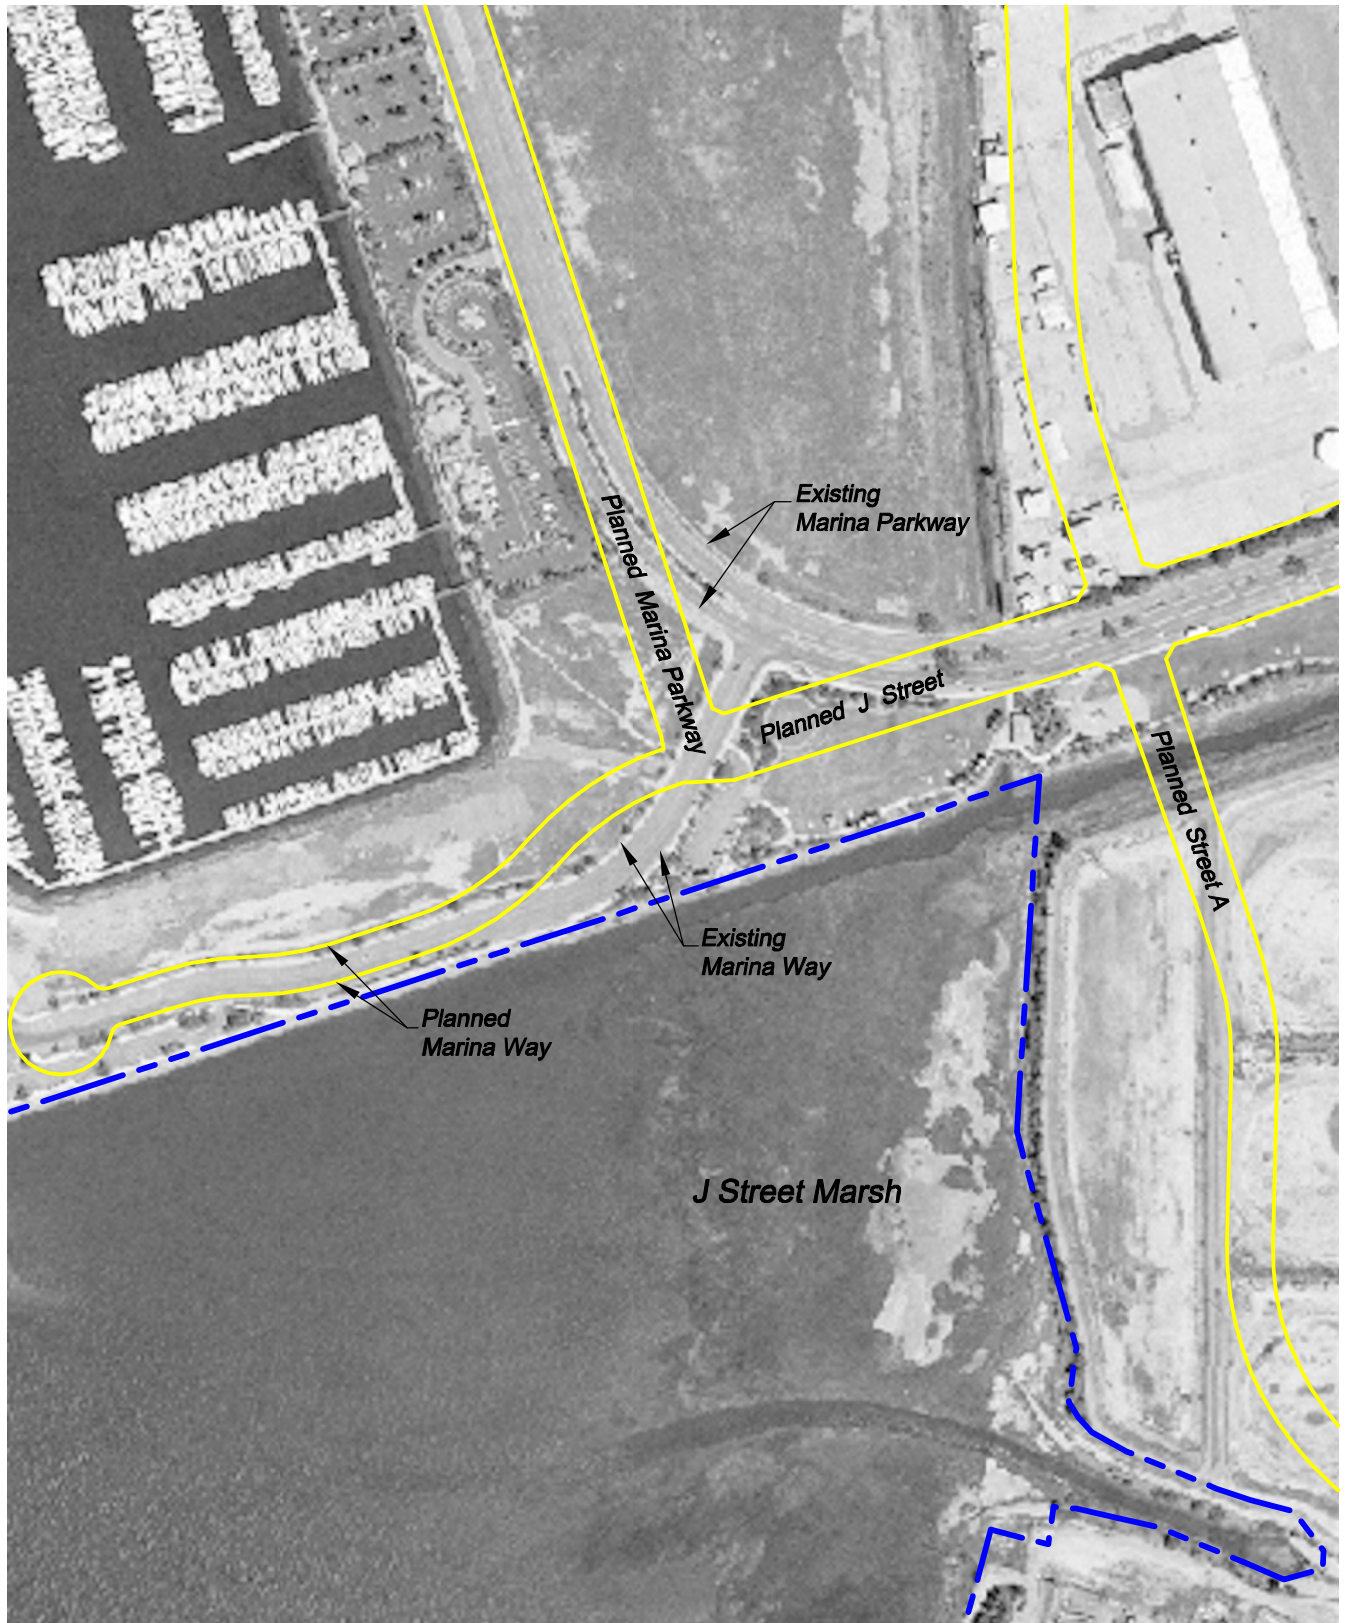 Existing
Marina Parkway
Planned Marina Parkway
Planned J Street
Planned Street A
Existing
Marina Way
Planned
Marina Way
J Street Marsh